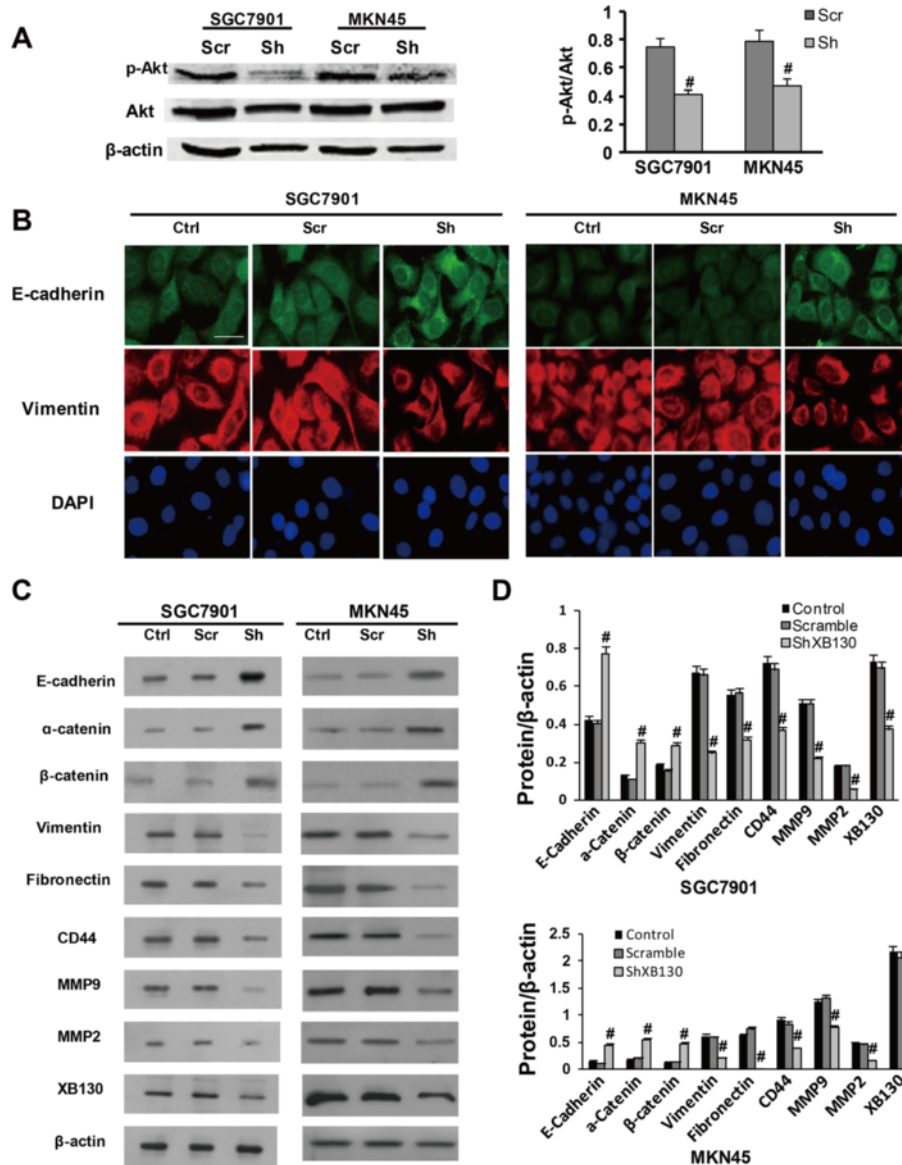 A
SGC7901 MKN45
Scr Sh Scr Sh
p-Akt
Akt
β-actin
p-Akt/Akt
1
0.8
0.6
0.4
0.2
0
Scr
Sh
# #
SGC7901 MKN45
B
SGC7901 MKN45
Ctrl Scr Sh Ctrl Scr Sh
E-cadherin
Vimentin
DAPI
C
SGC7901 MKN45
Ctrl Scr Sh Ctrl Scr Sh
E-cadherin
α-catenin
β-catenin
Vimentin
Fibronectin
CD44
MMP9
MMP2
XB130
β-actin
D
Protein/β-actin
1
0.8
0.6
0.4
0.2
0
Control
Scramble
ShXB130
# # # # # # # # #
E-Cadherin
a-Catenin
β-catenin
Vimentin
Fibronectin
CD44
MMP9
MMP2
XB130
SGC7901
Protein/β-actin
2.5
2
1.5
1
0.5
0
Control
Scramble
ShXB130
# # # # # # # #
E-Cadherin
a-Catenin
β-catenin
Vimentin
Fibronectin
CD44
MMP9
MMP2
XB130
MKN45